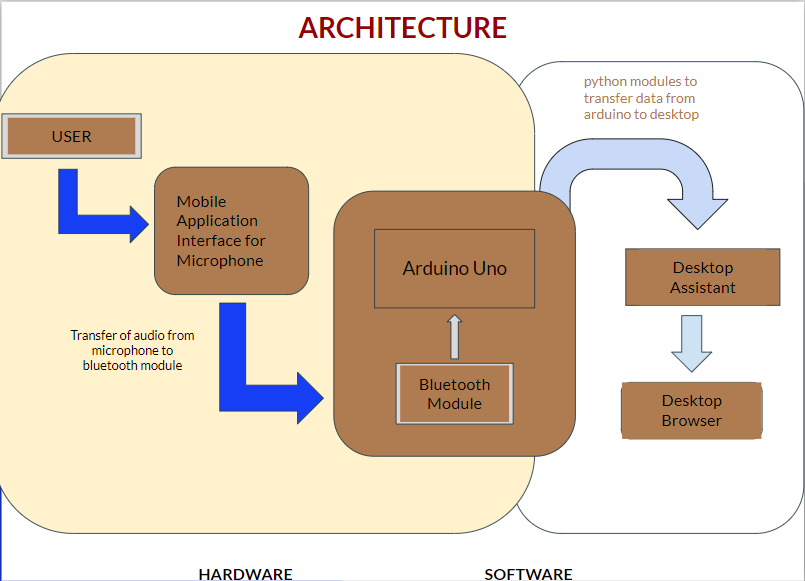 ARCHITECTURE
python modules to
transfer data from
arduino to desktop
USER
Mobile
Application
Interface for
Microphone
Arduino Uno
Desktop
Assistant
Transfer of audio from
microphone to
bluetooth module
Bluetooth
Module
Desktop
Browser
HARDWARE
SOFTWARE